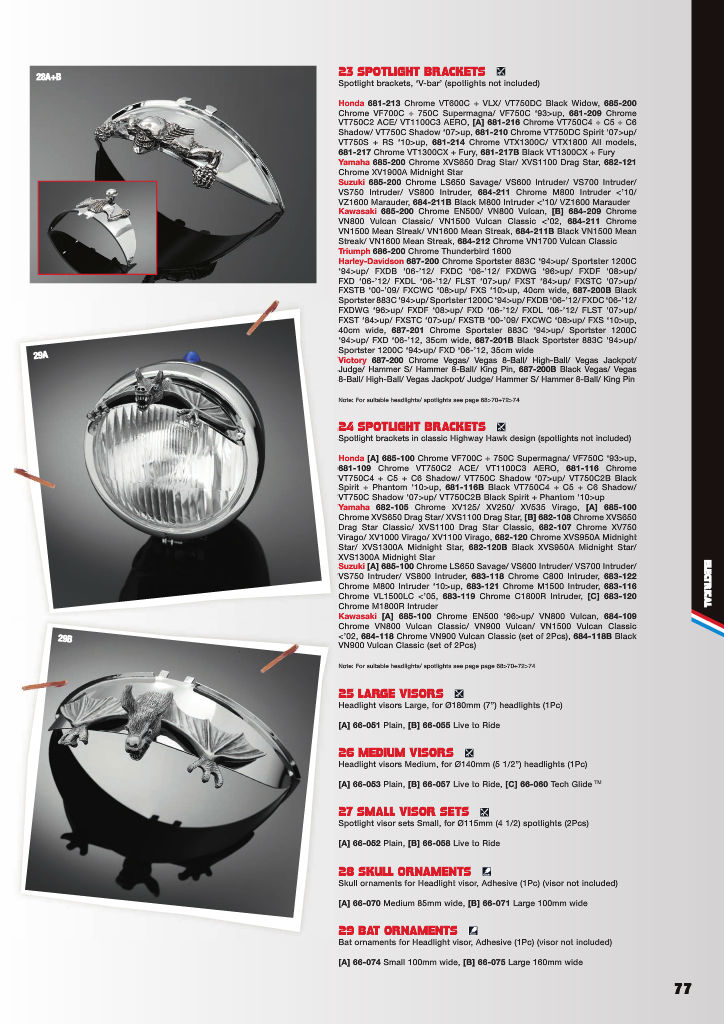 28A+B
29A
29B
23 SPOTLIGHT BRACKETS
Spotlight brackets, 'V-bar' (spotlights not included)
Honda 681-213 Chrome VT600C + VLX/ VT750DC Black Widow, 685-200
Chrome VF700C ÷ 750C Supermagna/ VF750C '93>up, 681-209 Chrome
VT750C2 ACE/ VT1100C3 AERO, [A] 681-216 Chrome VT750C4 ÷ C5 ÷ C6
Shadow/ VT750C Shadow '07>up, 681-210 Chrome VT750DC Spirit '07>up/
VT750S + RS '10>up, 681-214 Chrome VTX1300C/ VTX1800 All models,
681-217 Chrome VT1300CX + Fury, 681-217B Black VT1300CX + Fury
Yamaha 685-200 Chrome XVS650 Drag Star/ XVS1100 Drag Star, 682-121
Chrome XV1900A Midnight Star
Suzuki 685-200 Chrome LS650 Savage/ VS600 Intruder/ VS700 Intruder/
VS750 Intruder/ VS800 Intruder, 684-211 Chrome M800 Intruder <'10/
VZ1600 Marauder, 684-211B Black M800 Intruder <'10/ VZ1600 Marauder
Kawasaki 685-200 Chrome EN500/ VN800 Vulcan, [B] 684-209 Chrome
VN800 Vulcan Classic/ VN1500 Vulcan Classic <'02, 684-211 Chrome
VN1500 Mean Streak/ VN1600 Mean Streak, 684-211B Black VN1500 Mean
Streak/ VN1600 Mean Streak, 684-212 Chrome VN1700 Vulcan Classic
Triumph 686-200 Chrome Thunderbird 1600
Harley-Davidson 687-200 Chrome Sportster 883C '94>up/ Sportster 1200C
'94>up/ FXDB '06-'12/ FXDC '06-'12/ FXDWG '96>up/ FXDF '08>up/
FXD '06-'12/ FXDL '06-'12/ FLST '07>up/ FXST '84>up/ FXSTC '07>up/
FXSTB '00-'09/ FXCWC '08>up/ FXS '10>up, 40cm wide, 687-200B Black
Sportster 883C '94>up/ Sportster 1200C '94>up/ FXDB '06-'12/ FXDC '06-'12/
FXDWG '96>up/ FXDF '08>up/ FXD '06-'12/ FXDL '06-'12/ FLST '07>up/
FXST '84>up/ FXSTC '07>up/ FXSTB '00-'09/ FXCWC '08>up/ FXS '10>up,
40cm wide, 687-201 Chrome Sportster 883C '94>up/ Sportster 1200C
'94>up/ FXD '06-'12, 35cm wide, 687-201B Black Sportster 883C '94>up/
Sportster 1200C '94>up/ FXD '06-'12, 35cm wide
Victory 687-200 Chrome Vegas/ Vegas 8-Ball/ High-Ball/ Vegas Jackpot/
Judge/ Hammer S/ Hammer 8-Ball/ King Pin, 687-200B Black Vegas/ Vegas
8-Ball/ High-Ball/ Vegas Jackpot/ Judge/ Hammer S/ Hammer 8-Ball/ King Pin
Note: For suitable headlights/ spotlights see page 68>70+72>74
24 SPOTLIGHT BRACKETS
Spotlight brackets in classic Highway Hawk design (spotlights not included)
Honda [A] 685-100 Chrome VF700C ÷ 750C Supermagna/ VF750C '93>up,
681-109 Chrome VT750C2 ACE/ VT1100C3 AERO, 681-116 Chrome
VT750C4 + C5 + C6 Shadow/ VT750C Shadow '07>up/ VT750C2B Black
Spirit + Phantom '10>up, 681-116B Black VT750C4 + C5 + C6 Shadow/
VT750C Shadow '07>up/ VT750C2B Black Spirit + Phantom '10>up
Yamaha 682-105 Chrome XV125/ XV250/ XV535 Virago, [A] 685-100
Chrome XVS650 Drag Star/ XVS1100 Drag Star, [B] 682-108 Chrome XVS650
Drag Star Classic/ XVS1100 Drag Star Classic, 682-107 Chrome XV750
Virago/ XV1000 Virago/ XV1100 Virago, 682-120 Chrome XVS950A Midnight
Star/ XVS1300A Midnight Star, 682-120B Black XVS950A Midnight Star/
XVS1300A Midnight Star
Suzuki [A] 685-100 Chrome LS650 Savage/ VS600 Intruder/ VS700 Intruder/
VS750 Intruder/ VS800 Intruder, 683-118 Chrome C800 Intruder, 683-122
Chrome M800 Intruder '10>up, 683-121 Chrome M1500 Intruder, 683-116
Chrome VL1500LC <'05, 683-119 Chrome C1800R Intruder, [C] 683-120
Chrome M1800R Intruder
Kawasaki [A] 685-100 Chrome EN500 '96>up/ VN800 Vulcan, 684-109
Chrome VN800 Vulcan Classic/ VN900 Vulcan/ VN1500 Vulcan Classic
<'02, 684-118 Chrome VN900 Vulcan Classic (set of 2Pcs), 684-118B Black
VN900 Vulcan Classic (set of 2Pcs)
Note: For suitable headlights/ spotlights see page page 68>70+72>74
25 LARGE VISORS
Headlight visors Large, for Ø180mm (7") headlights (1Pc)
[A] 66-051 Plain, [B] 66-055 Live to Ride
26 MEDIUM VISORS
Headlight visors Medium, for Ø140mm (5 1/2") headlights (1Pc)
[A] 66-053 Plain, [B] 66-057 Live to Ride, [C] 66-060 Tech Glide ™
27 SMALL VISOR SETS
Spotlight visor sets Small, for Ø115mm (4 1/2) spotlights (2Pcs)
[A] 66-052 Plain, [B] 66-058 Live to Ride
28 SKULL ORNAMENTS
Skull ornaments for Headlight visor, Adhesive (1Pc) (visor not included)
[A] 66-070 Medium 85mm wide, [B] 66-071 Large 100mm wide
29 BAT ORNAMENTS
Bat ornaments for Headlight visor, Adhesive (1Pc) (visor not included)
[A] 66-074 Small 100mm wide, [B] 66-075 Large 160mm wide
ELECTRICAL
77